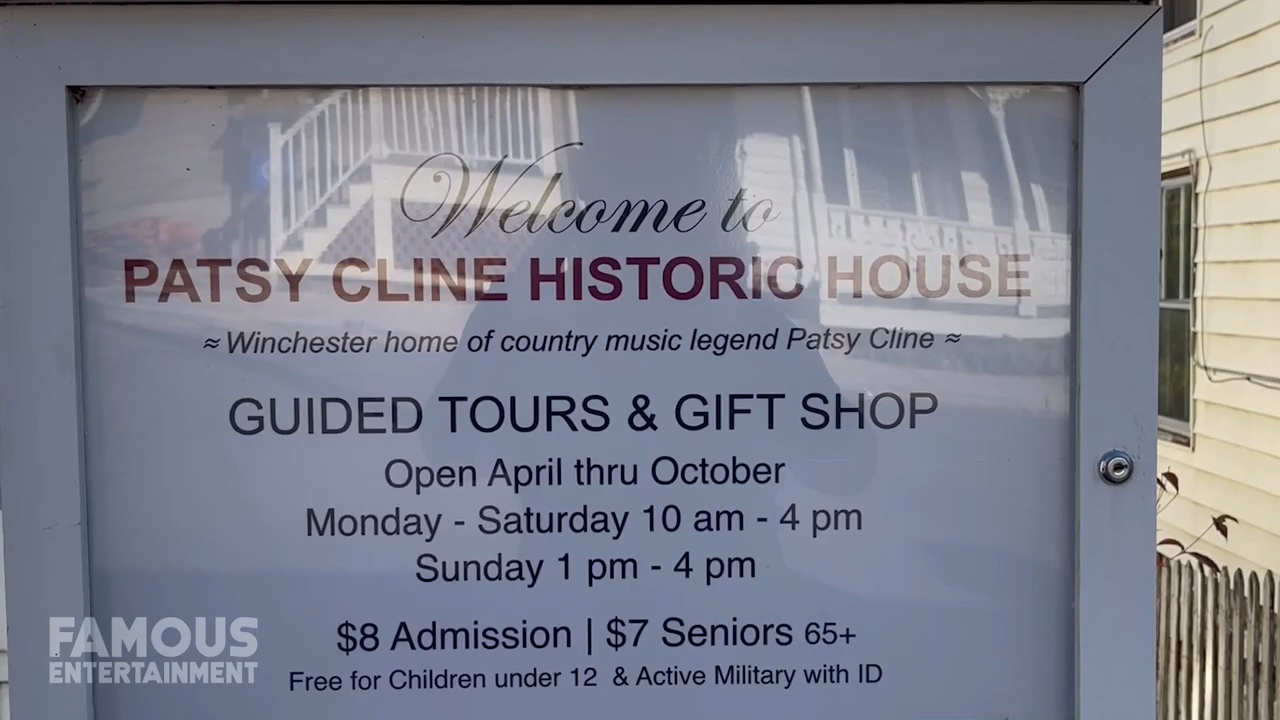 Welcome to
PATSY CLINE HISTORIC HOUSE
≈ Winchester home of country music legend Patsy Cline ≈
GUIDED TOURS & GIFT SHOP
Open April thru October
Monday - Saturday 10 am - 4 pm
Sunday 1 pm - 4 pm
$8 Admission | $7 Seniors 65+
Free for Children under 12 & Active Military with ID
FAMOUS
ENTERTAINMENT